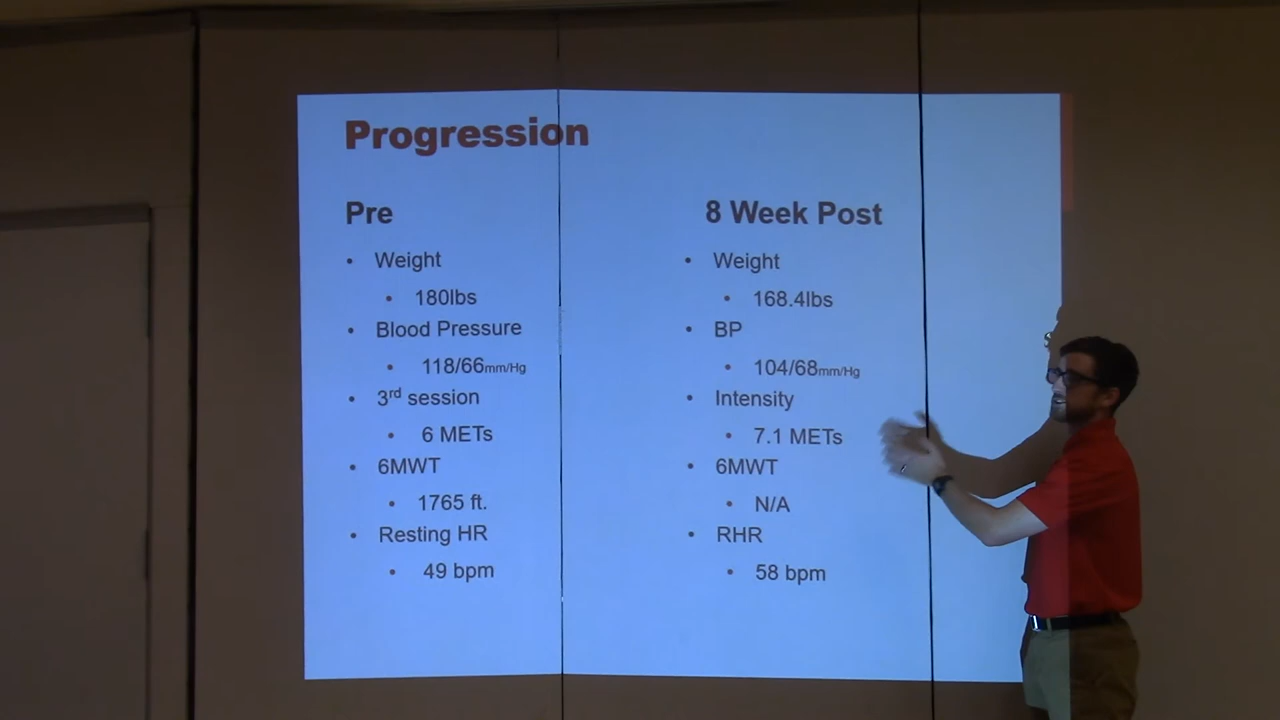 Progression
Pre
• Weight
• 180lbs
• Blood Pressure
• 118/66mm/Hg
• 3rd session
• 6 METs
• 6MWT
• 1765 ft.
• Resting HR
• 49 bpm
8 Week Post
• Weight
• 168.4lbs
• BP
• 104/68mm/Hg
• Intensity
• 7.1 METs
• 6MWT
• N/A
• RHR
• 58 bpm